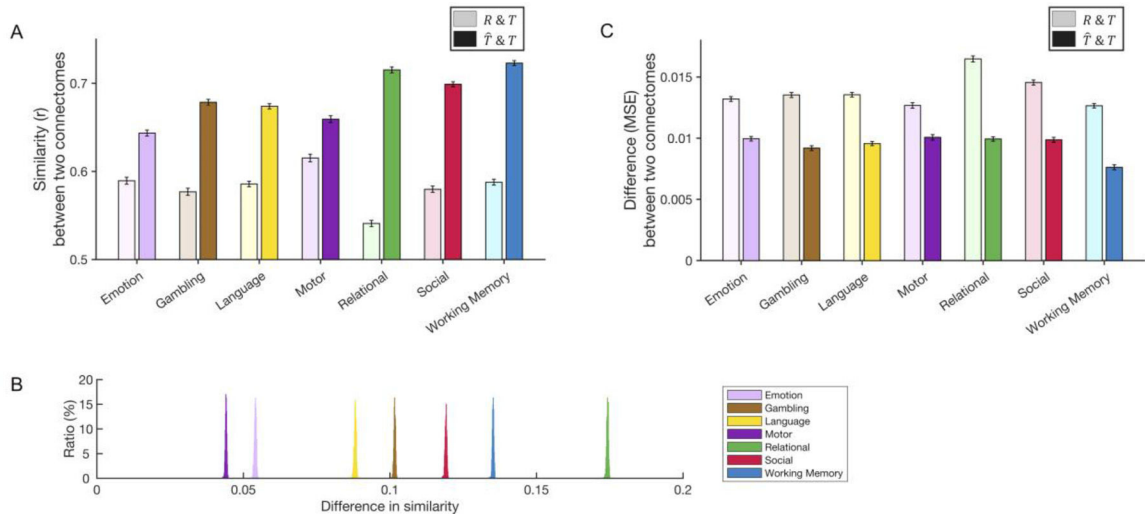 A
R & T
T̂ & T
Similarity (r)
between two connectomes
0.7
0.6
0.5
Emotion
Gambling
Language
Motor
Relational
Social
Working Memory
C
R & T
T̂ & T
Difference (MSE)
between two connectomes
0.015
0.01
0.005
0
Emotion
Gambling
Language
Motor
Relational
Social
Working Memory
B
Ratio (%)
20
15
10
5
0
0 0.05 0.1 0.15 0.2
Difference in similarity
Emotion
Gambling
Language
Motor
Relational
Social
Working Memory